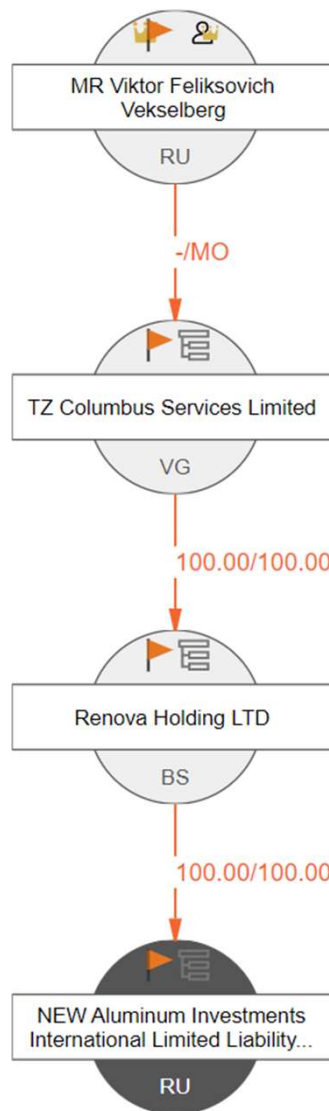 MR Viktor Feliksovich
Vekselberg
RU
-/MO
TZ Columbus Services Limited
VG
100.00/100.00
Renova Holding LTD
BS
100.00/100.00
NEW Aluminum Investments
International Limited Liability...
RU